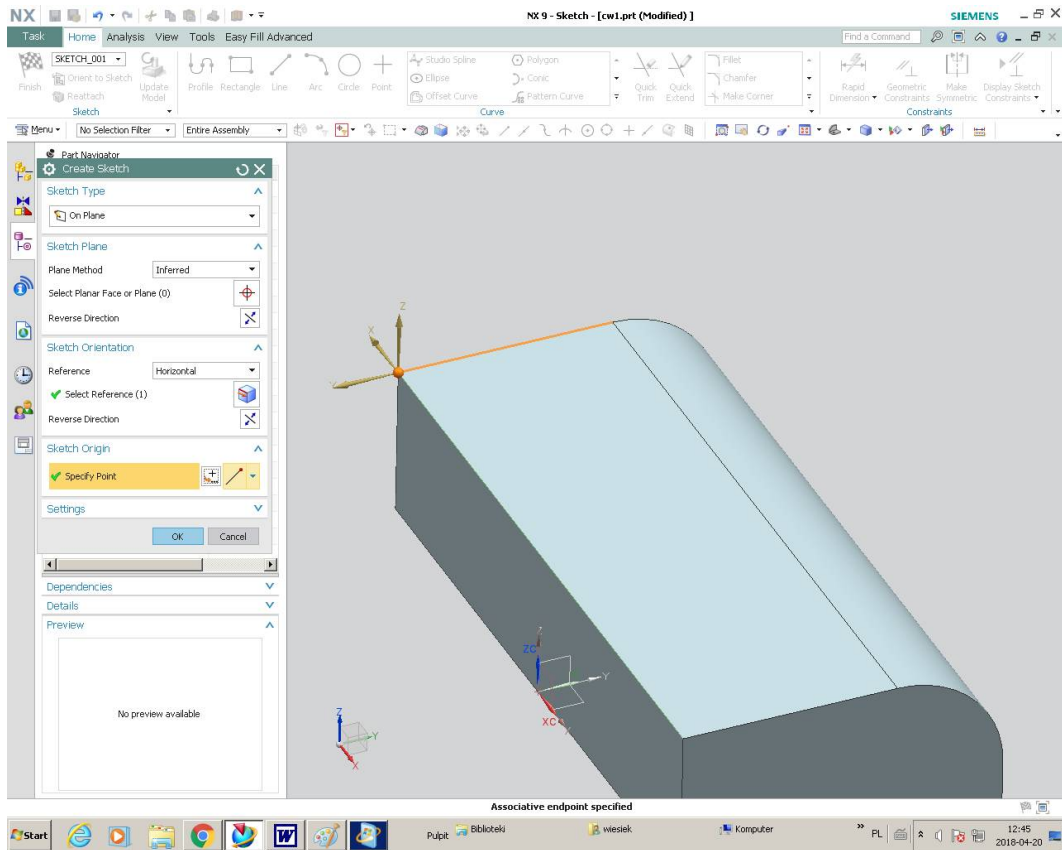 NX
NX 9 - Sketch - [cw1.prt (Modified) ]
SIEMENS
Task Home Analysis View Tools Easy Fill Advanced
Find a Command
Finish
SKETCH_001
Orient to Sketch
Reattach
Update Model
Sketch
Profile Rectangle Line Arc Circle Point
Studio Spline
Ellipse
Offset Curve
Polygon
Conic
Pattern Curve
Quick Trim
Quick Extend
Fillet
Chamfer
Make Corner
Curve
Rapid Dimension
Geometric Constraints
Make Symmetric
Display Sketch Constraints
Constraints
Menu No Selection Filter Entire Assembly
Part Navigator
Create Sketch
Sketch Type
On Plane
Sketch Plane
Plane Method Inferred
Select Planar Face or Plane (0)
Reverse Direction
Sketch Orientation
Reference Horizontal
Select Reference (1)
Reverse Direction
Sketch Origin
Specify Point
Settings
OK Cancel
Dependencies
Details
Preview
No preview available
Z
X
Y
Z
ZC
Y
XC
X
Z
Y
X
Associative endpoint specified
Start
W
Pulpit
Biblioteki
wiesiek
Komputer
»
PL
12:45
2018-04-20